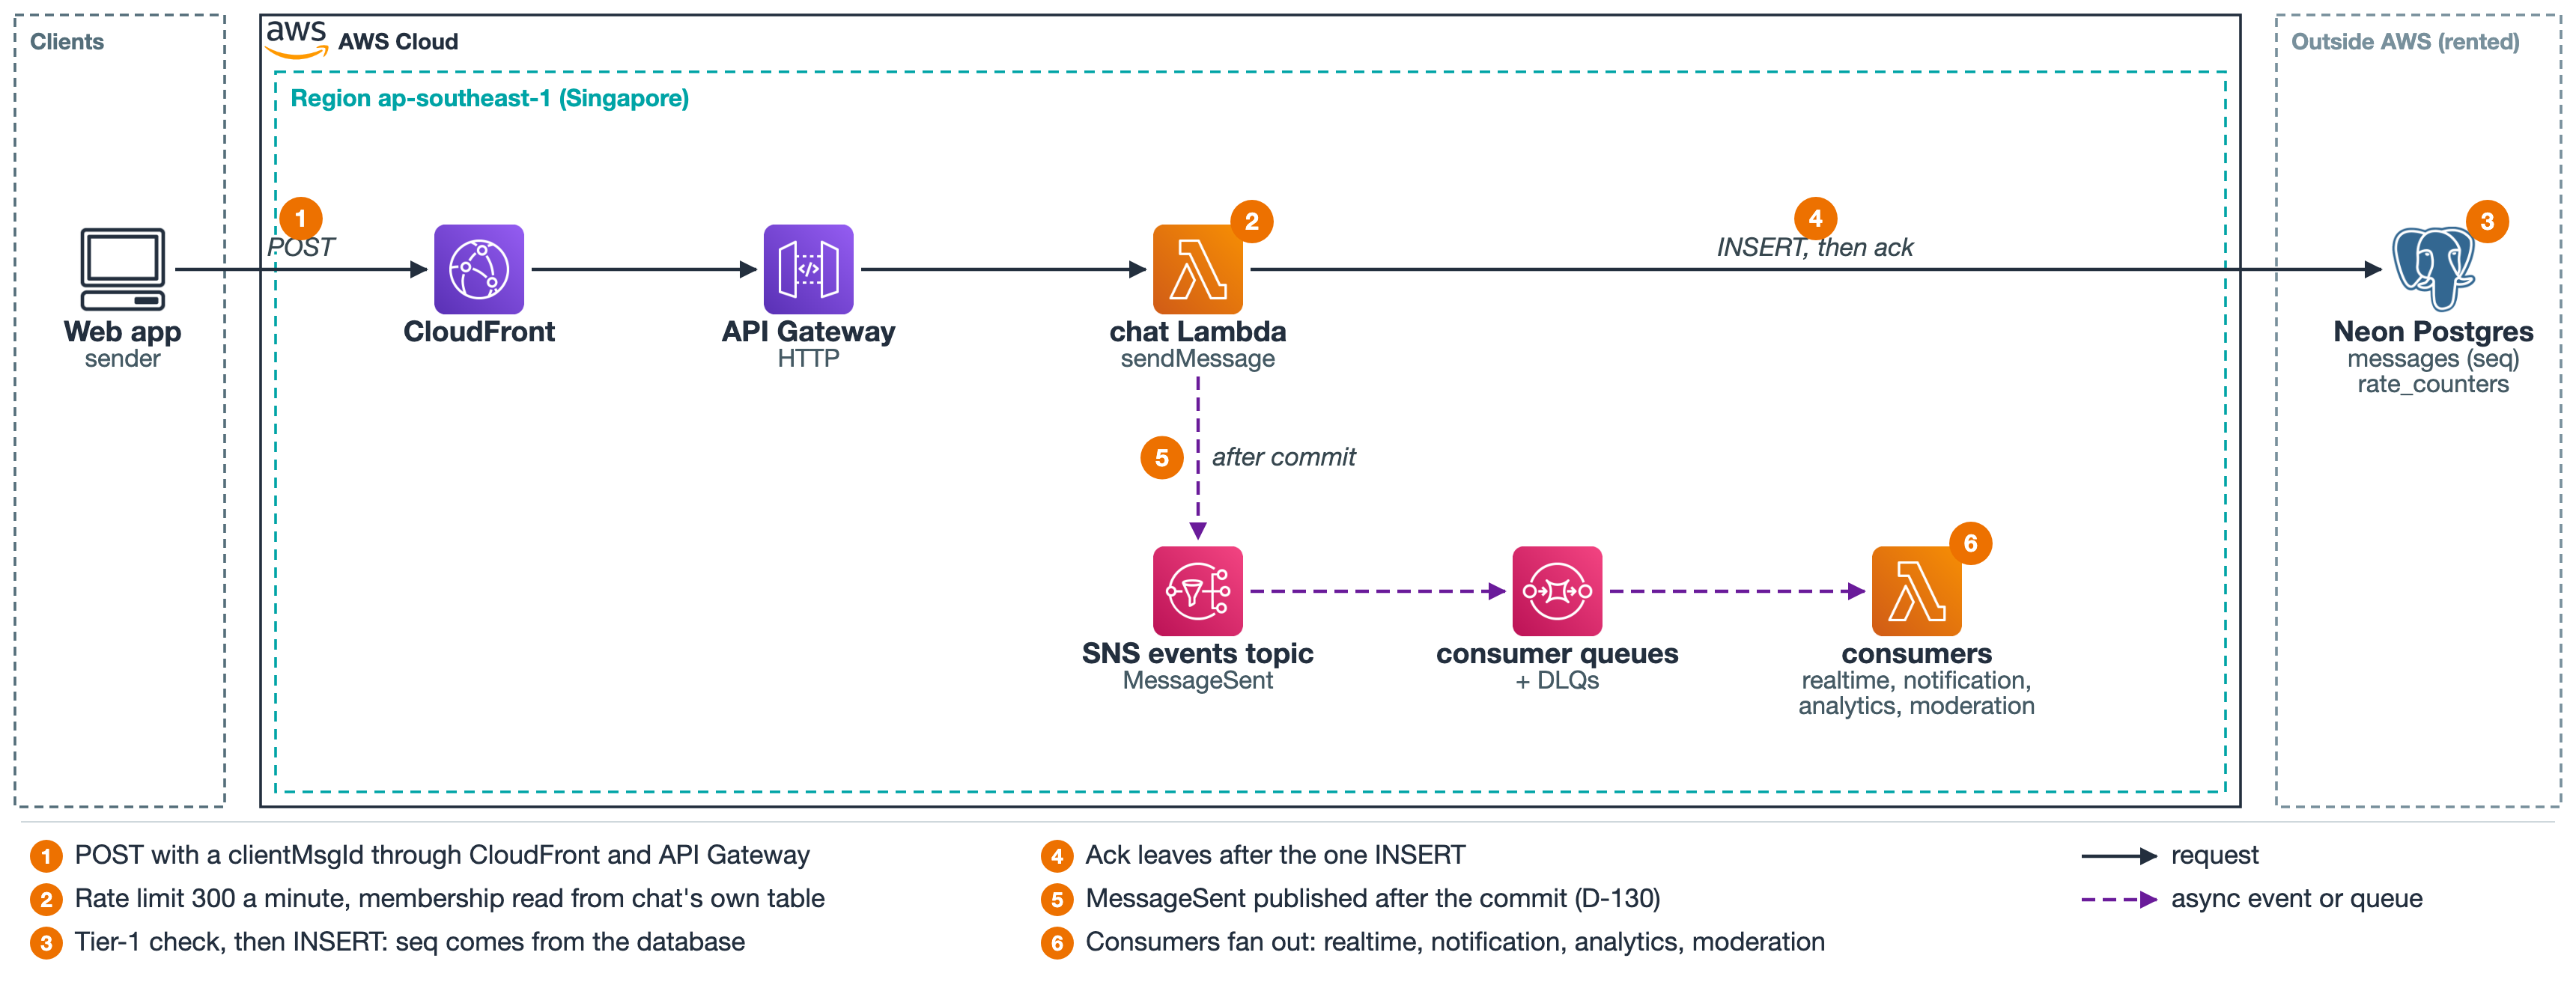 Clients
aws
AWS Cloud
Outside AWS (rented)
Region ap-southeast-1 (Singapore)
1
POST
2
4
INSERT, then ack
3
Web app
sender
CloudFront
API Gateway
HTTP
chat Lambda
sendMessage
Neon Postgres
messages (seq)
rate_counters
5
after commit
6
SNS events topic
MessageSent
consumer queues
+ DLQs
consumers
realtime, notification,
analytics, moderation
1 POST with a clientMsgId through CloudFront and API Gateway
2 Rate limit 300 a minute, membership read from chat's own table
3 Tier-1 check, then INSERT: seq comes from the database
4 Ack leaves after the one INSERT
5 MessageSent published after the commit (D-130)
6 Consumers fan out: realtime, notification, analytics, moderation
request
async event or queue